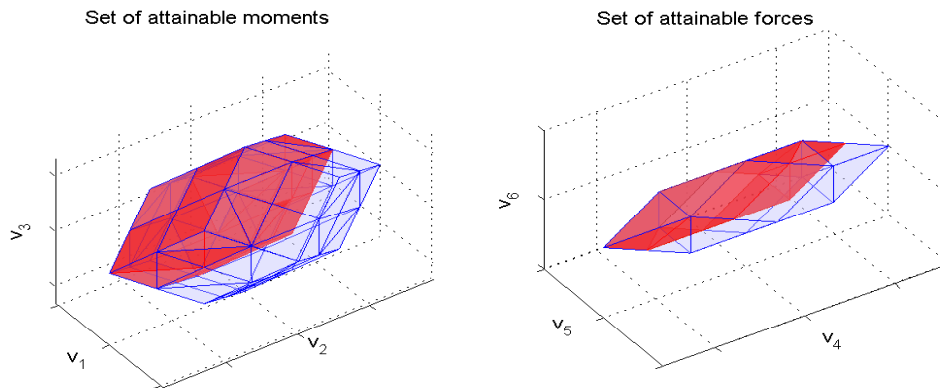 Set of attainable moments
v3
v1
v2
Set of attainable forces
v6
v5
v4